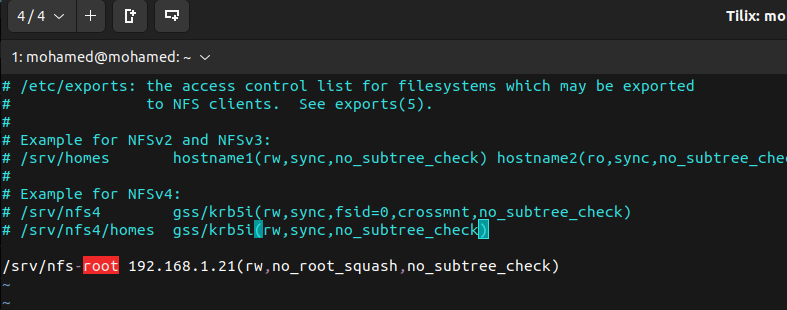 4 / 4
Tilix: mo
1: mohamed@mohamed: ~
# /etc/exports: the access control list for filesystems which may be exported
#               to NFS clients.  See exports(5).
#
# Example for NFSv2 and NFSv3:
# /srv/homes       hostname1(rw,sync,no_subtree_check) hostname2(ro,sync,no_subtree_che
#
# Example for NFSv4:
# /srv/nfs4        gss/krb5i(rw,sync,fsid=0,crossmnt,no_subtree_check)
# /srv/nfs4/homes  gss/krb5i(rw,sync,no_subtree_check)
/srv/nfs-root 192.168.1.21(rw,no_root_squash,no_subtree_check)
~
~